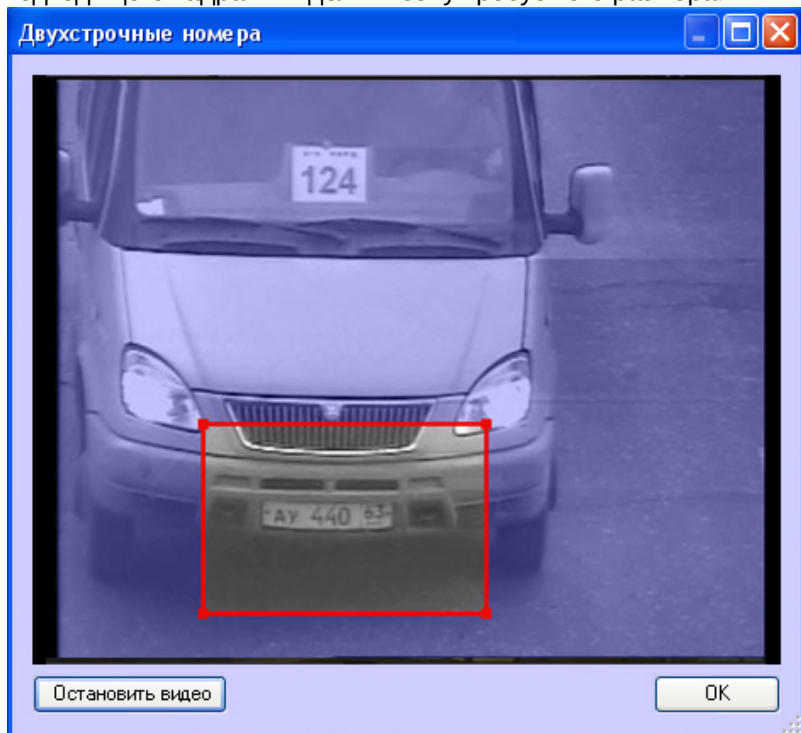 Двухстрочные номера
124
АУ 440 63
Остановить видео
OK